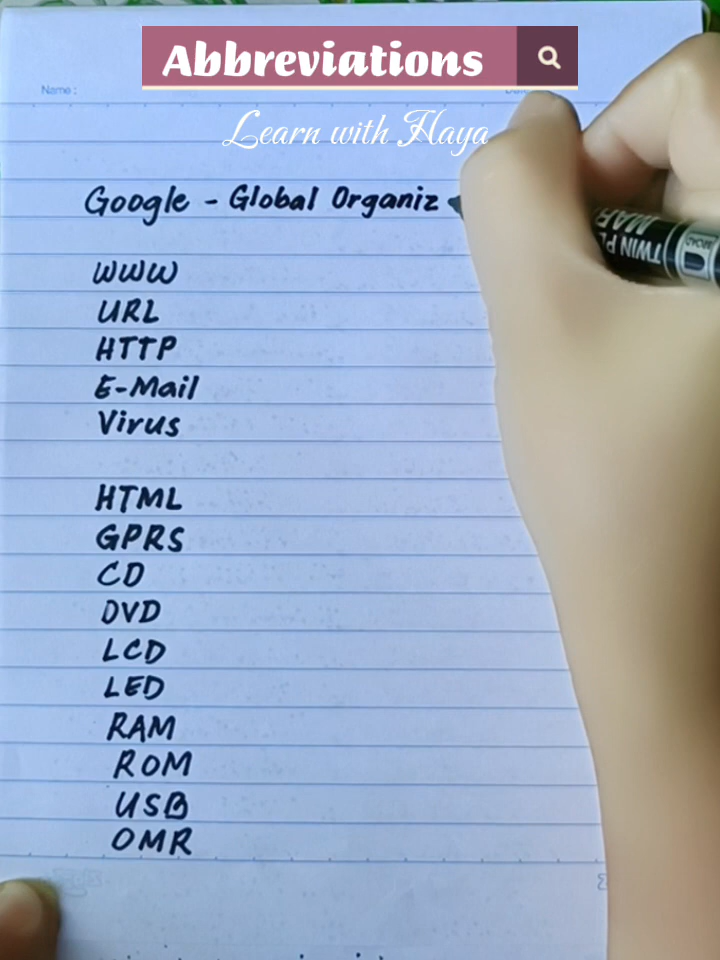 Abbreviations
Name :
Learn with Haya
Google - Global Organiz
WWW
URL
HTTP
E-Mail
Virus
HTML
GPRS
CD
DVD
LCD
LED
RAM
ROM
USB
OMR